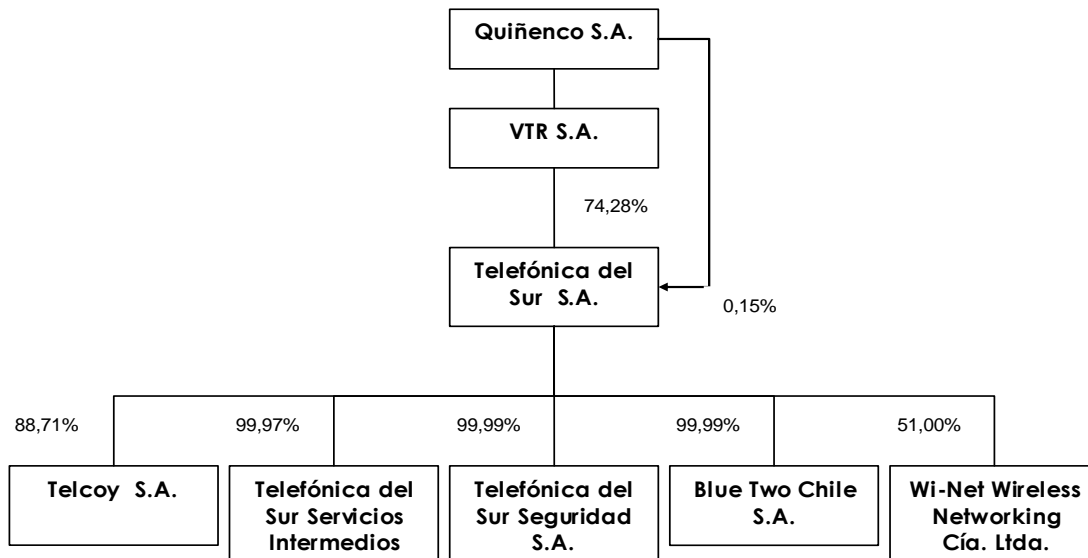 Quiñenco S.A.
VTR S.A.
74,28%
Telefónica del
Sur S.A.
0,15%
88,71%
99,97%
99,99%
99,99%
51,00%
Telcoy S.A.
Telefónica del
Sur Servicios
Intermedios
Telefónica del
Sur Seguridad
S.A.
Blue Two Chile
S.A.
Wi-Net Wireless
Networking
Cía. Ltda.